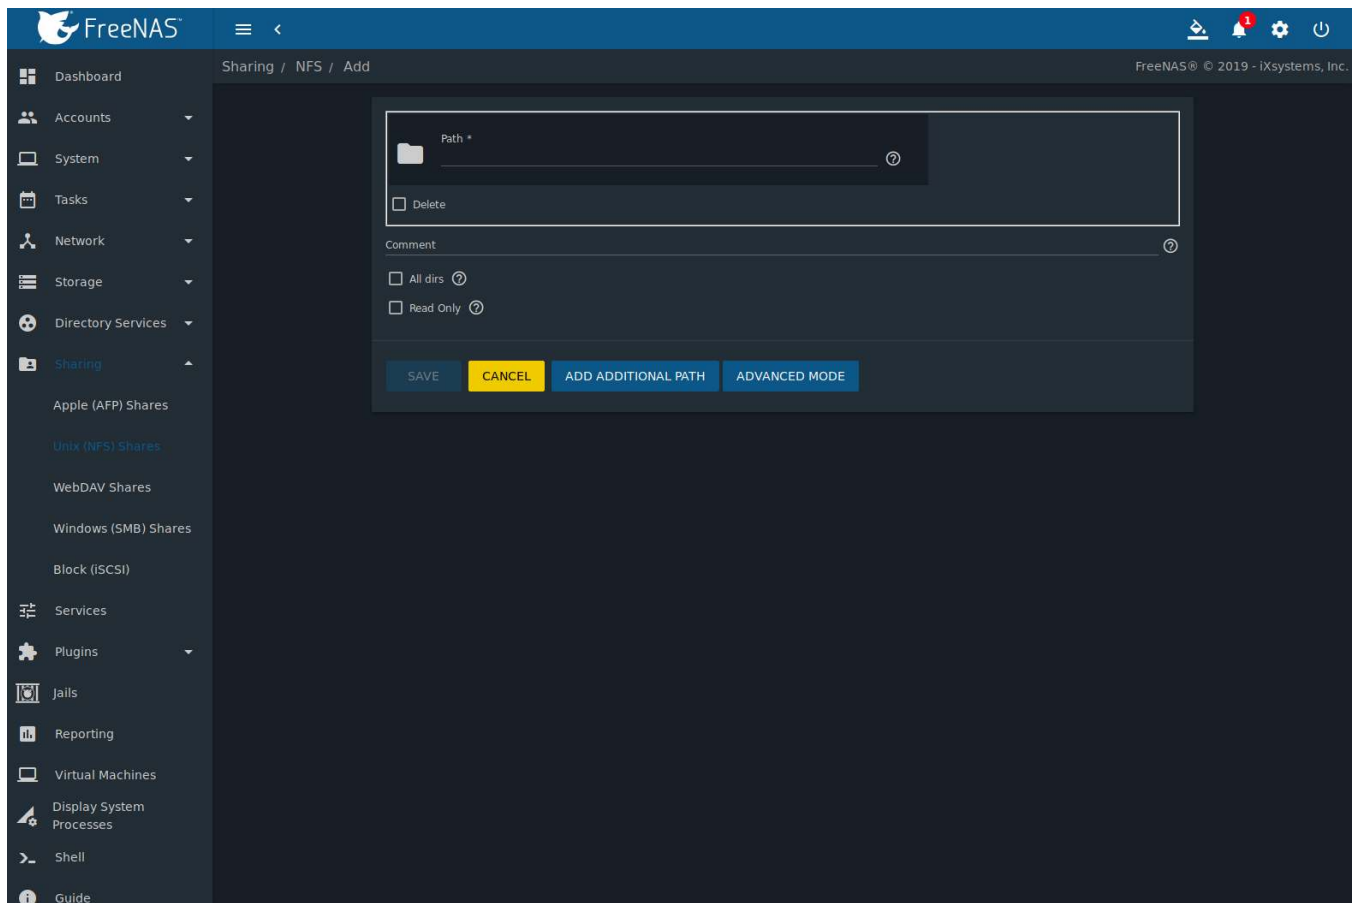 FreeNAS™
1
Sharing / NFS / Add
FreeNAS® © 2019 - iXsystems, Inc.
Dashboard
Accounts
System
Tasks
Network
Storage
Directory Services
Sharing
Apple (AFP) Shares
Unix (NFS) Shares
WebDAV Shares
Windows (SMB) Shares
Block (iSCSI)
Services
Plugins
Jails
Reporting
Virtual Machines
Display System
Processes
Shell
Guide
Path *
Delete
Comment
All dirs
Read Only
SAVE CANCEL ADD ADDITIONAL PATH ADVANCED MODE